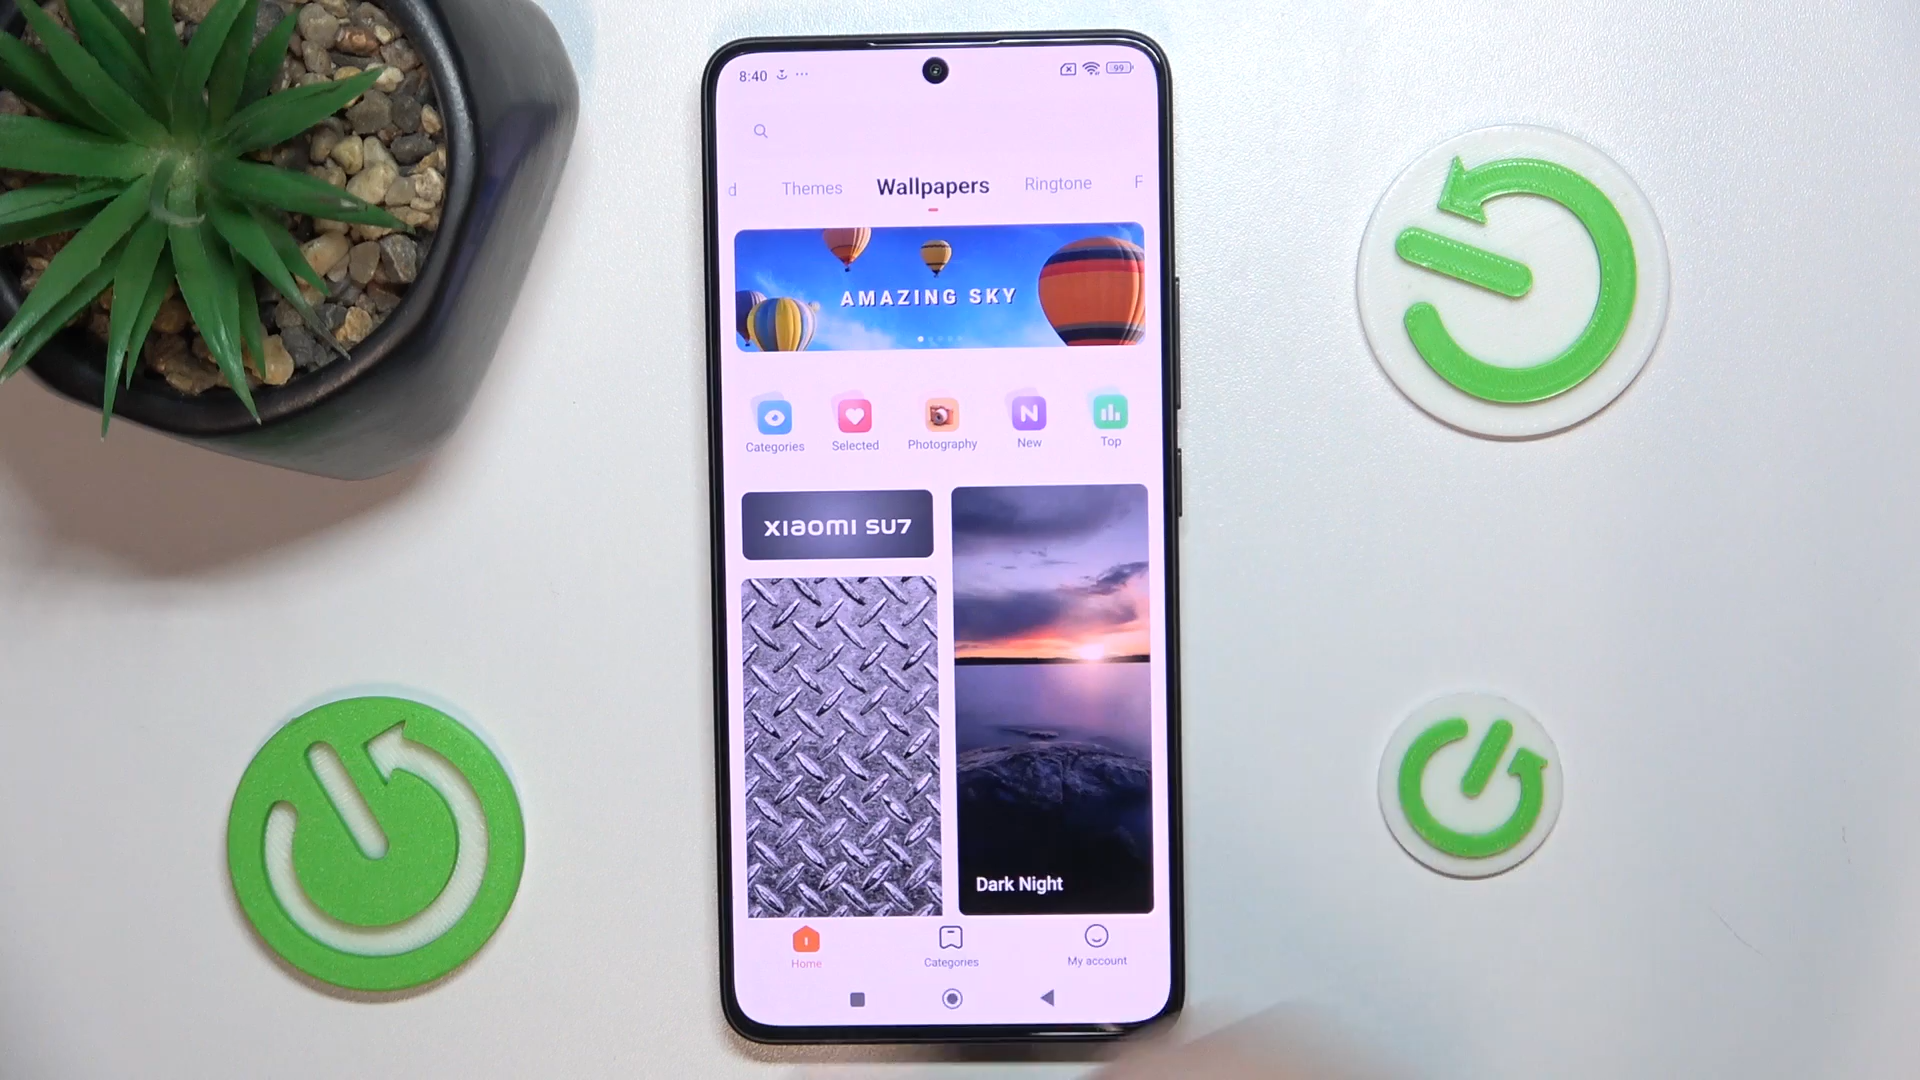 8:40 ...
99
d Themes Wallpapers Ringtone F
AMAZING SKY
Categories Selected Photography N New Top
xiaomi SU7
Dark Night
Home Categories My account